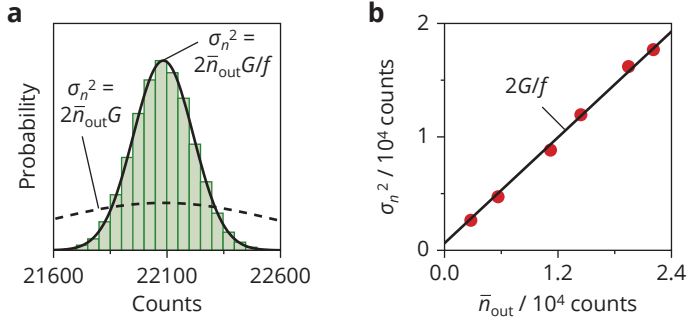 a
σₙ² =
2n̅ₒᵤₜG/f
σₙ² =
2n̅ₒᵤₜG
Probability
21600 22100 22600
Counts
b
2
1
0
2G/f
σₙ² / 10⁴ counts
0.0 1.2 2.4
n̅ₒᵤₜ / 10⁴ counts